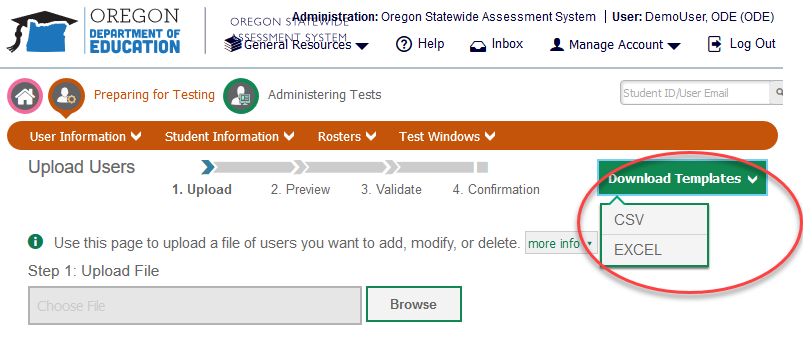 OREGON
DEPARTMENT OF
EDUCATION
OREGON STATEWIDE
ASSESSMENT SYSTEM
Administration: Oregon Statewide Assessment System | User: DemoUser, ODE (ODE)
General Resources Help Inbox Manage Account Log Out
Preparing for Testing Administering Tests Student ID/User Email
User Information Student Information Rosters Test Windows
Upload Users
Download Templates
1. Upload 2. Preview 3. Validate 4. Confirmation
CSV
EXCEL
Use this page to upload a file of users you want to add, modify, or delete. more info
Step 1: Upload File
Choose File Browse